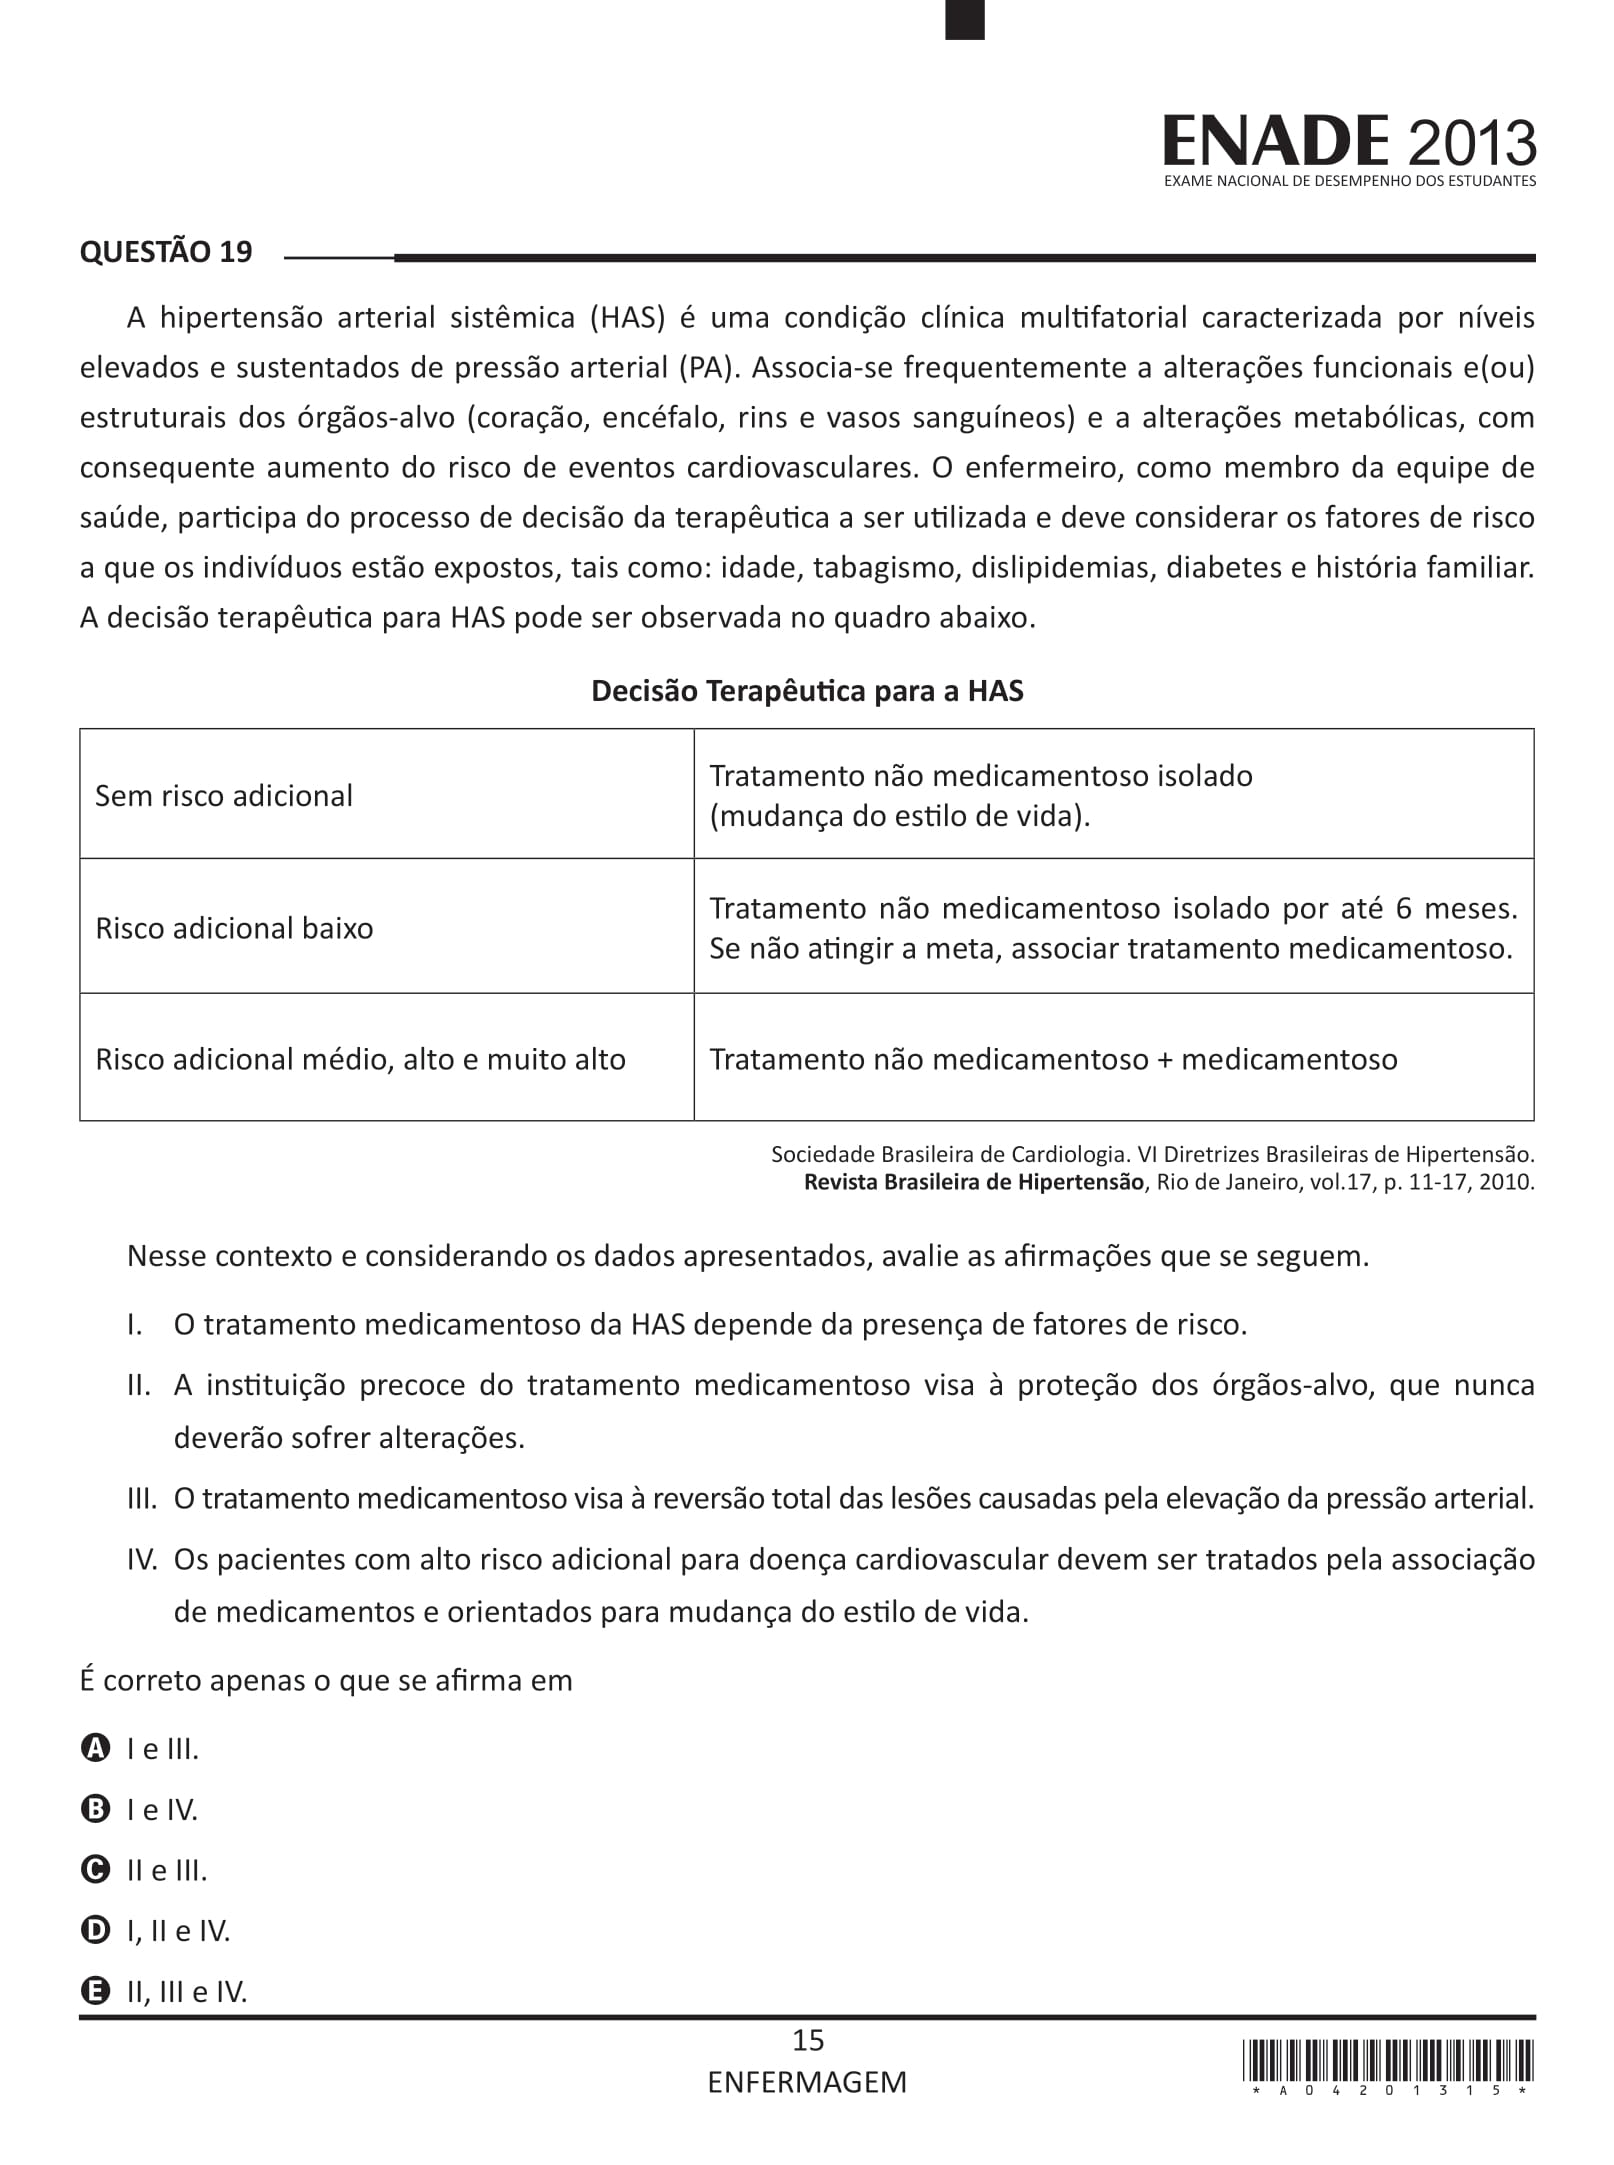 ENADE 2013
EXAME NACIONAL DE DESEMPENHO DOS ESTUDANTES
QUESTÃO 19
A hipertensão arterial sistêmica (HAS) é uma condição clínica multifatorial caracterizada por níveis
elevados e sustentados de pressão arterial (PA). Associa-se frequentemente a alterações funcionais e(ou)
estruturais dos órgãos-alvo (coração, encéfalo, rins e vasos sanguíneos) e a alterações metabólicas, com
consequente aumento do risco de eventos cardiovasculares. O enfermeiro, como membro da equipe de
saúde, participa do processo de decisão da terapêutica a ser utilizada e deve considerar os fatores de risco
a que os indivíduos estão expostos, tais como: idade, tabagismo, dislipidemias, diabetes e história familiar.
A decisão terapêutica para HAS pode ser observada no quadro abaixo.
Decisão Terapêutica para a HAS
Sem risco adicional
Tratamento não medicamentoso isolado
(mudança do estilo de vida).
Risco adicional baixo
Tratamento não medicamentoso isolado por até 6 meses.
Se não atingir a meta, associar tratamento medicamentoso.
Risco adicional médio, alto e muito alto
Tratamento não medicamentoso + medicamentoso
Sociedade Brasileira de Cardiologia. VI Diretrizes Brasileiras de Hipertensão.
Revista Brasileira de Hipertensão, Rio de Janeiro, vol.17, p. 11-17, 2010.
Nesse contexto e considerando os dados apresentados, avalie as afirmações que se seguem.
I. O tratamento medicamentoso da HAS depende da presença de fatores de risco.
II. A instituição precoce do tratamento medicamentoso visa à proteção dos órgãos-alvo, que nunca
deverão sofrer alterações.
III. O tratamento medicamentoso visa à reversão total das lesões causadas pela elevação da pressão arterial.
IV. Os pacientes com alto risco adicional para doença cardiovascular devem ser tratados pela associação
de medicamentos e orientados para mudança do estilo de vida.
É correto apenas o que se afirma em
A I e III.
B I e IV.
C II e III.
D I, II e IV.
E II, III e IV.
15
ENFERMAGEM
* A 0 4 2 0 1 3 1 5 *